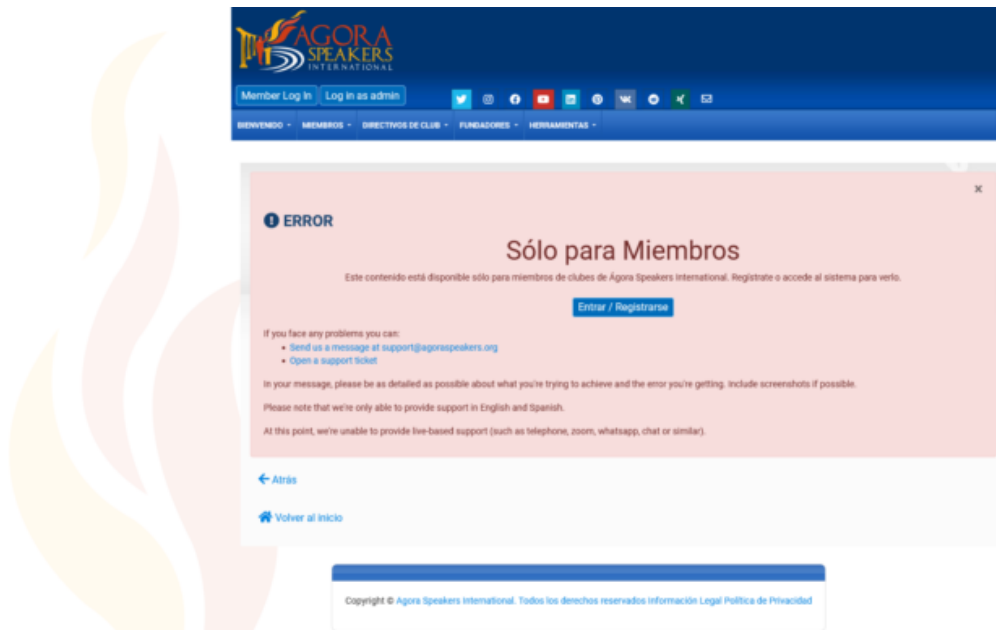 AGORA
SPEAKERS
INTERNATIONAL
Member Log In Log in as admin
BIENVENIDO MIEMBROS DIRECTIVOS DE CLUB FUNDADORES HERRAMIENTAS
×
ERROR
Sólo para Miembros
Este contenido está disponible sólo para miembros de clubes de Ágora Speakers International. Regístrate o accede al sistema para verlo.
Entrar / Registrarse
If you face any problems you can:
• Send us a message at support@agoraspeakers.org
• Open a support ticket
In your message, please be as detailed as possible about what you're trying to achieve and the error you're getting. Include screenshots if possible.
Please note that we're only able to provide support in English and Spanish.
At this point, we're unable to provide live-based support (such as telephone, zoom, whatsapp, chat or similar).
Atrás
Volver al inicio
Copyright © Agora Speakers International. Todos los derechos reservados Información Legal Política de Privacidad